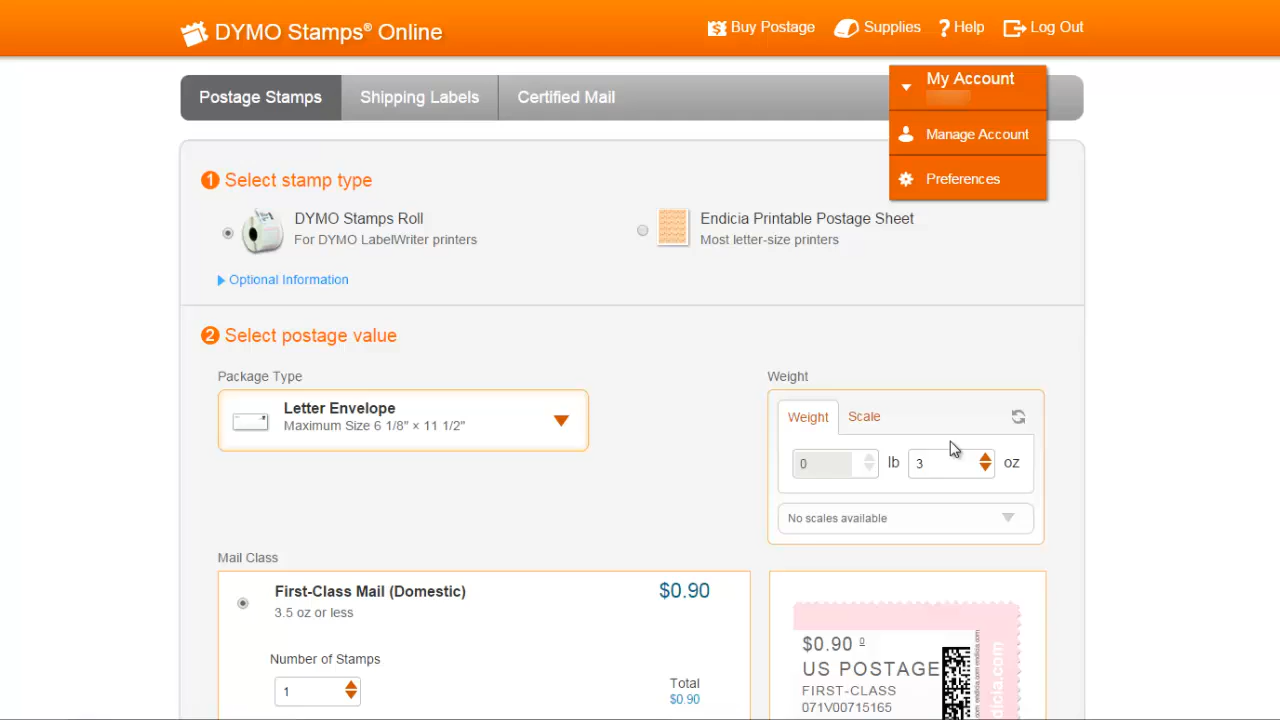 DYMO Stamps® Online
Buy Postage
Supplies
Help
Log Out
Postage Stamps
Shipping Labels
Certified Mail
My Account
Manage Account
Preferences
1 Select stamp type
DYMO Stamps Roll
For DYMO LabelWriter printers
Endicia Printable Postage Sheet
Most letter-size printers
Optional Information
2 Select postage value
Package Type
Letter Envelope
Maximum Size 6 1/8" × 11 1/2"
Weight
Weight
Scale
0 lb 3 oz
No scales available
Mail Class
First-Class Mail (Domestic)
3.5 oz or less
$0.90
Number of Stamps
1
Total
$0.90
$0.90 0
US POSTAGE
FIRST-CLASS
071V00715165
endicia.com